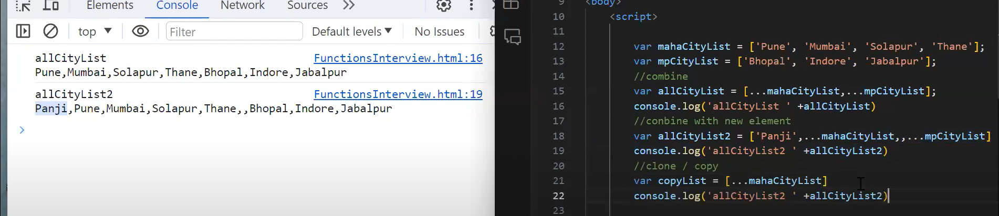 Elements Console Network Sources
top Filter Default levels No Issues
allCityList FunctionsInterview.html:16
Pune,Mumbai,Solapur,Thane,Bhopal,Indore,Jabalpur
allCityList2 FunctionsInterview.html:19
Panji,Pune,Mumbai,Solapur,Thane,,Bhopal,Indore,Jabalpur
>
9 <body>
10 <script>
11
12 var mahaCityList = ['Pune', 'Mumbai', 'Solapur', 'Thane'];
13 var mpCityList = ['Bhopal', 'Indore', 'Jabalpur'];
14 //combine
15 var allCityList = [...mahaCityList,...mpCityList];
16 console.log('allCityList ' +allCityList)
17 //conbine with new element
18 var allCityList2 = ['Panji',...mahaCityList,,...mpCityList]
19 console.log('allCityList2 ' +allCityList2)
20 //clone / copy
21 var copyList = [...mahaCityList]
22 console.log('allCityList2 ' +allCityList2)
23